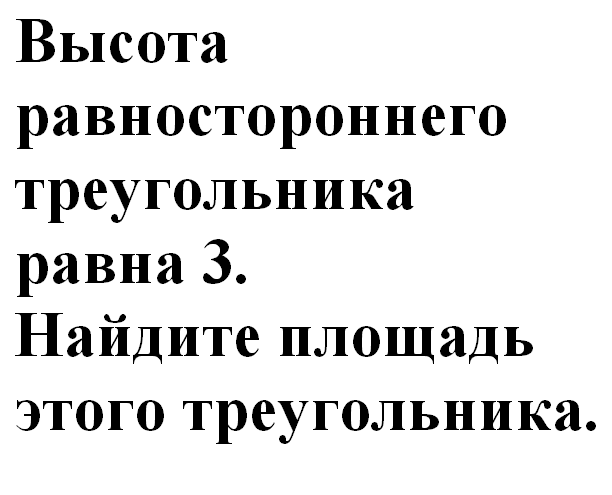 Высота
равностороннего
треугольника
равна 3.
Найдите площадь
этого треугольника.